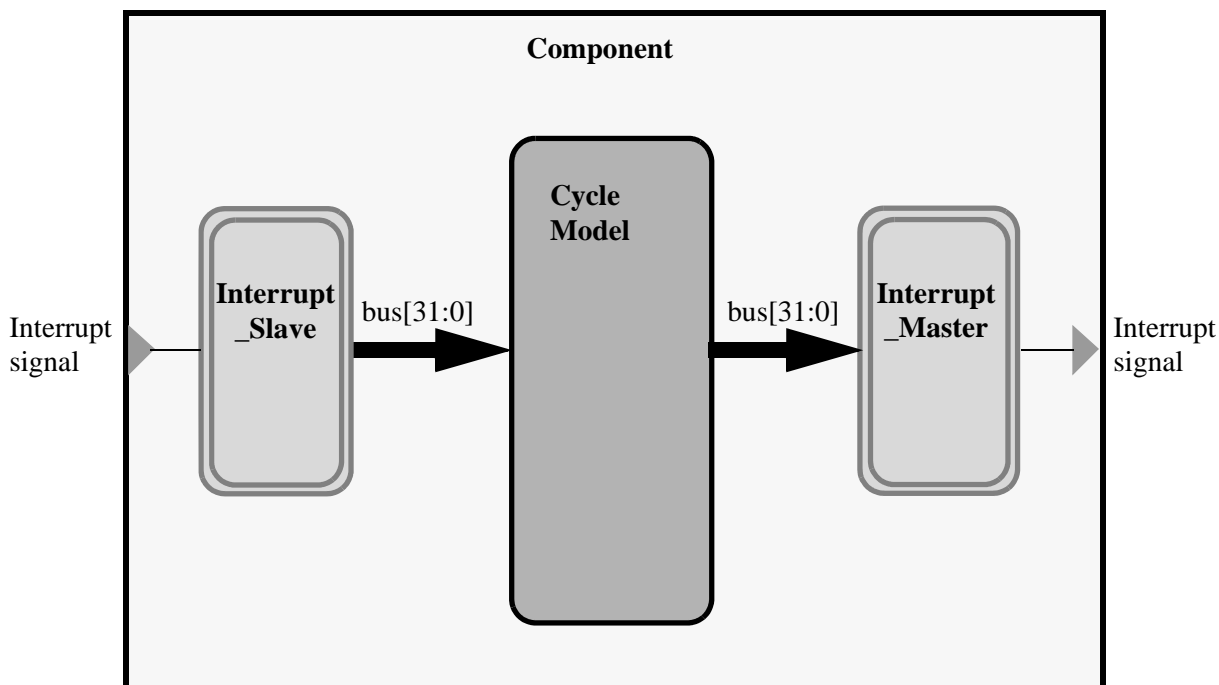 Component
Cycle
Model
Interrupt
_Slave
bus[31:0]
bus[31:0]
Interrupt
_Master
Interrupt
signal
Interrupt
signal